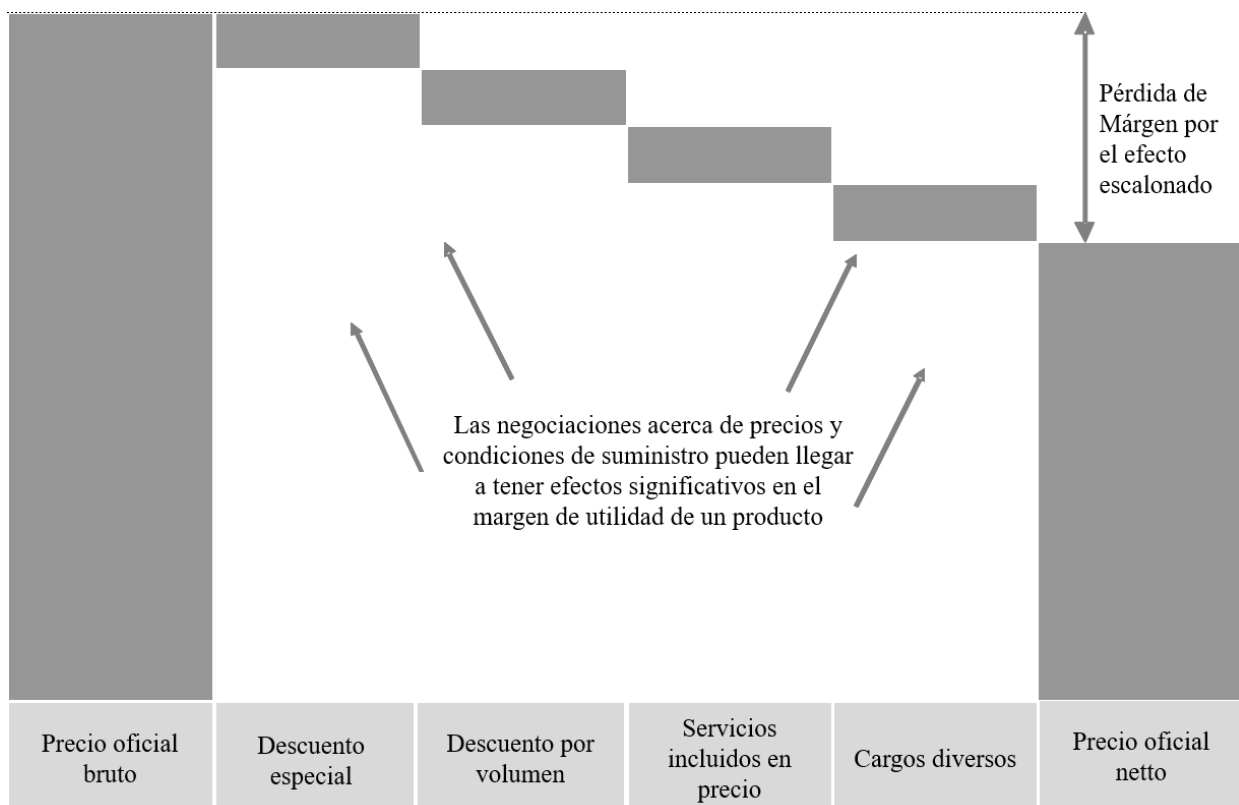 Pérdida de
Márgen por
el efecto
escalonado
Las negociaciones acerca de precios y
condiciones de suministro pueden llegar
a tener efectos significativos en el
margen de utilidad de un producto
Precio oficial
bruto
Descuento
especial
Descuento por
volumen
Servicios
incluidos en
precio
Cargos diversos
Precio oficial
netto